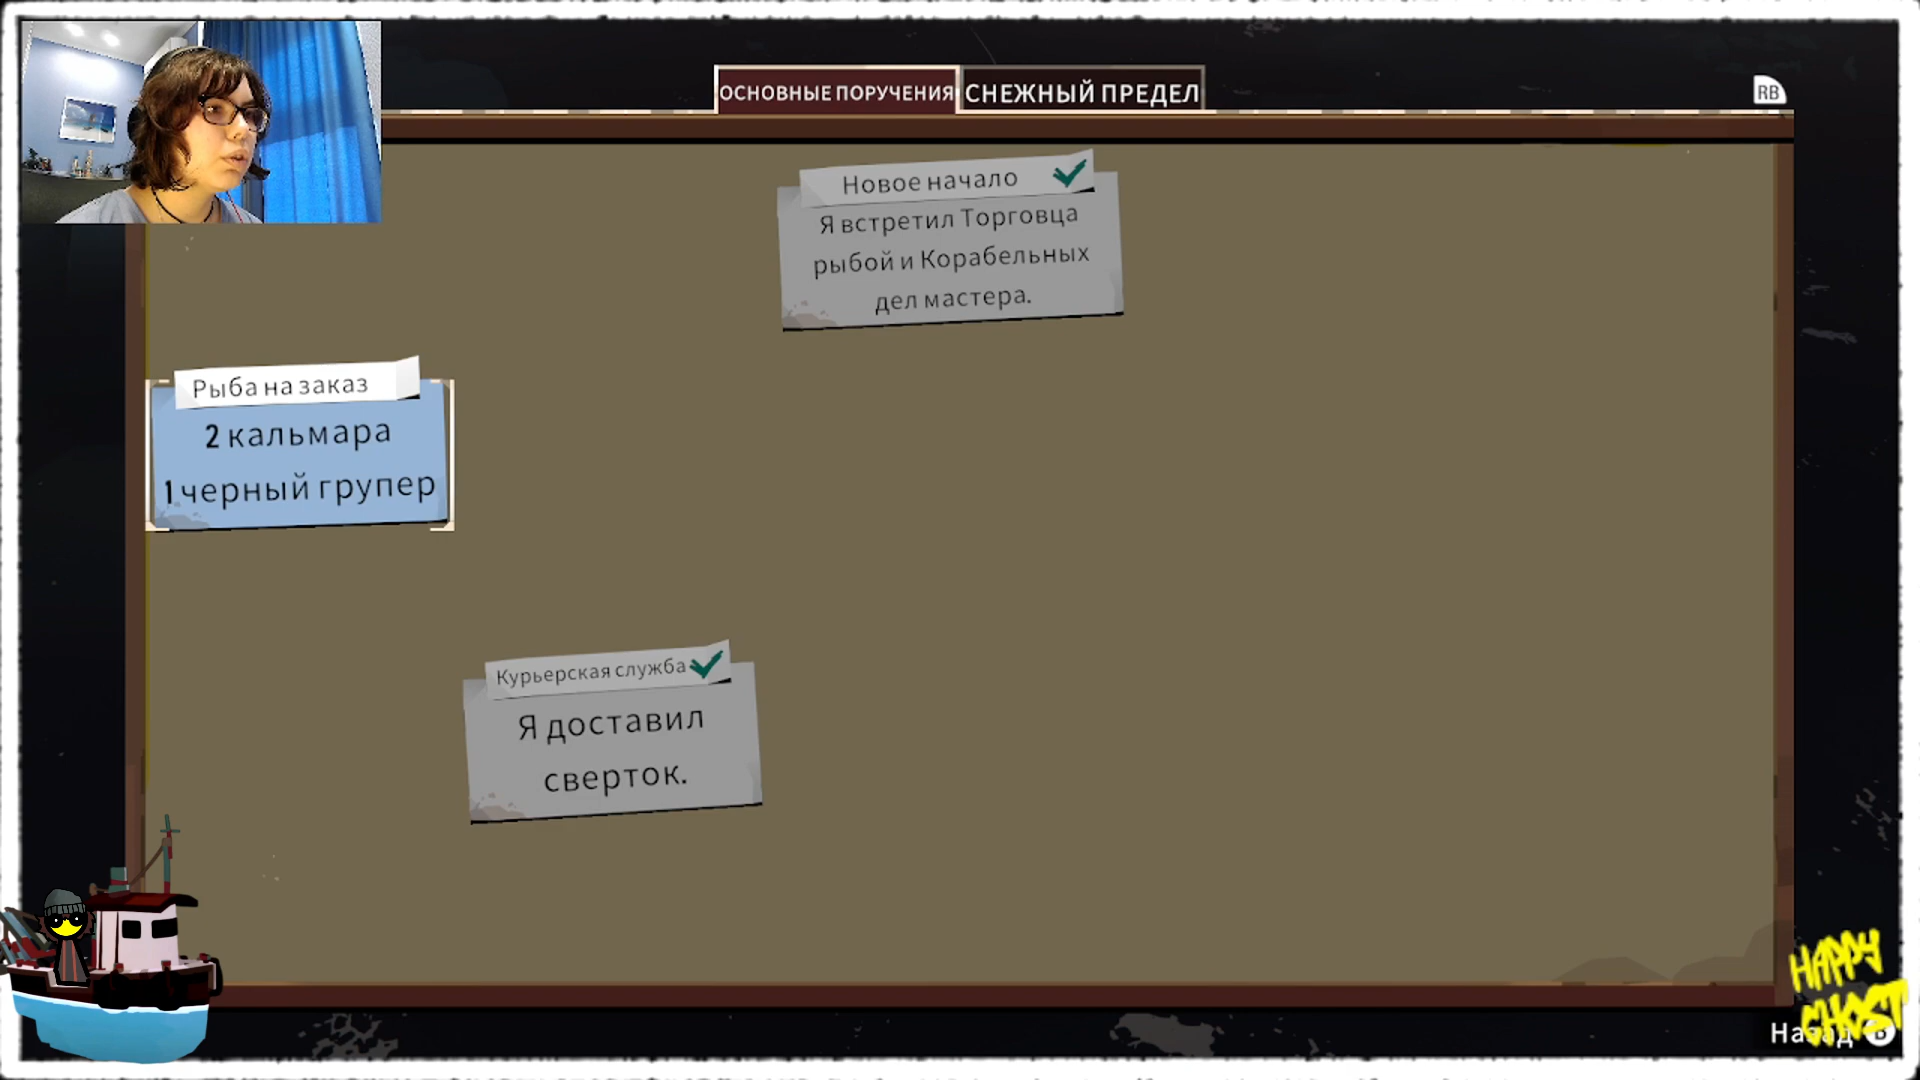 ОСНОВНЫЕ ПОРУЧЕНИЯ
СНЕЖНЫЙ ПРЕДЕЛ
RB
Новое начало
Я встретил Торговца
рыбой и Корабельных
дел мастера.
Рыба на заказ
2 кальмара
1 черный групер
Курьерская служба
Я доставил
сверток.
HAPPY
GHOST
Назад